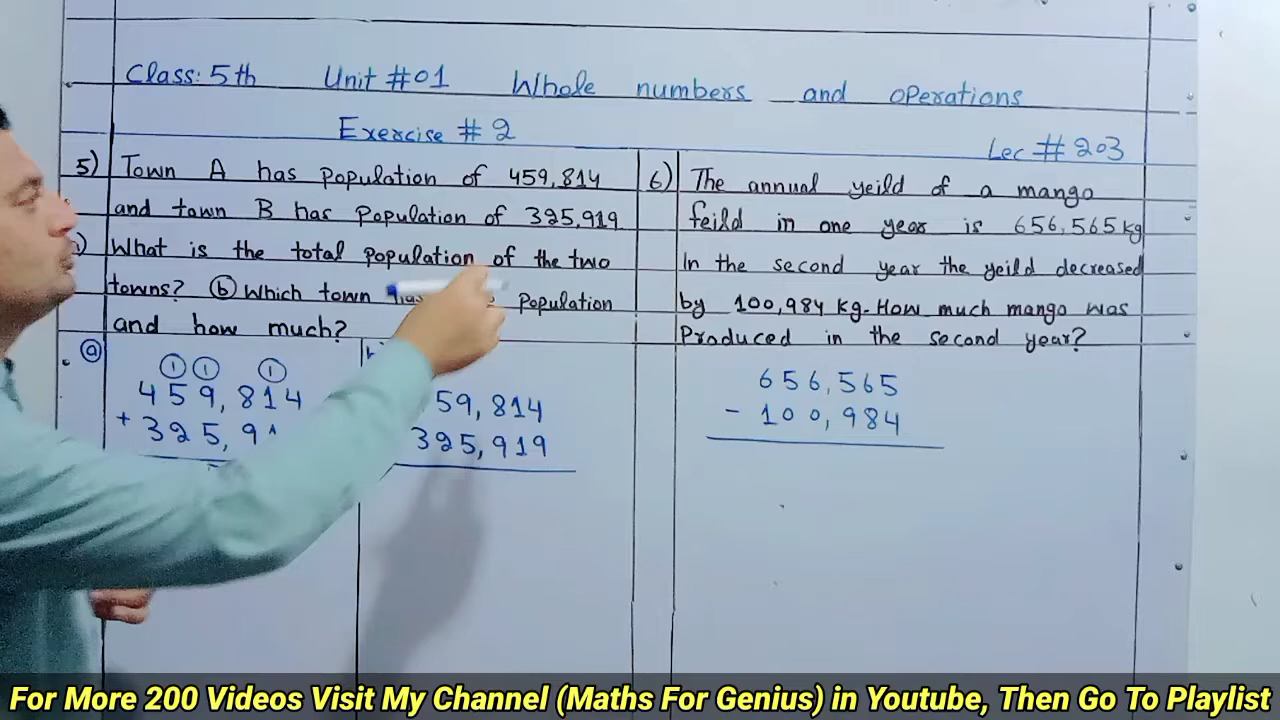 Class: 5th Unit #01 Whole numbers and operations
Exercise # 2
Lec # 203
5) Town A has population of 459,814
and town B has population of 325,919
) What is the total population of the two
towns? (b) Which town population
and how much?
(a)
1 1 1
459,814
+ 325,9
59,814
325,919
6) The annual yeild of a mango
feild in one year is 656,565 kg
In the second year the yeild decreased
by 100,984 kg. How much mango was
Produced in the second year?
656,565
- 100,984
For More 200 Videos Visit My Channel (Maths For Genius) in Youtube, Then Go To Playlist